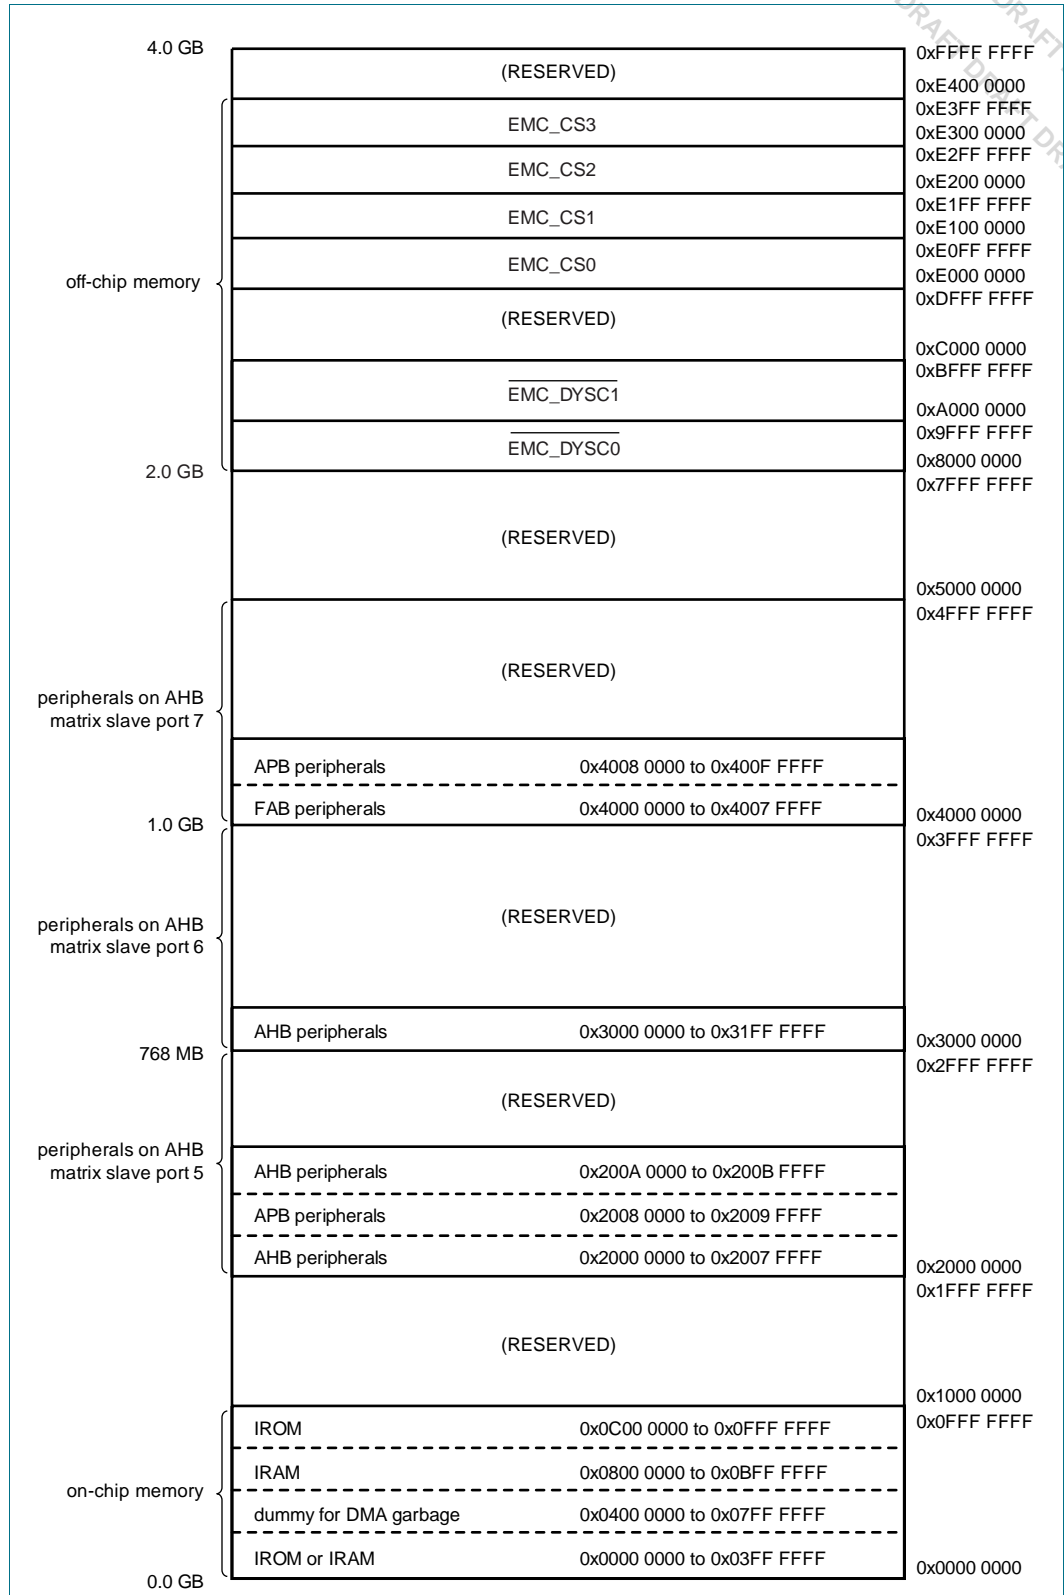 DRAFT DRAFT
DRAFT DRAFT
4.0 GB
(RESERVED)
0xFFFF FFFF
0xE400 0000
0xE3FF FFFF
EMC_CS3
0xE300 0000
0xE2FF FFFF
EMC_CS2
0xE200 0000
0xE1FF FFFF
EMC_CS1
0xE100 0000
0xE0FF FFFF
EMC_CS0
0xE000 0000
off-chip memory
0xDFFF FFFF
(RESERVED)
0xC000 0000
0xBFFF FFFF
EMC_DYSC1
0xA000 0000
0x9FFF FFFF
EMC_DYSC0
0x8000 0000
2.0 GB
0x7FFF FFFF
(RESERVED)
0x5000 0000
0x4FFF FFFF
(RESERVED)
peripherals on AHB
matrix slave port 7
APB peripherals 0x4008 0000 to 0x400F FFFF
FAB peripherals 0x4000 0000 to 0x4007 FFFF
0x4000 0000
1.0 GB
0x3FFF FFFF
(RESERVED)
peripherals on AHB
matrix slave port 6
AHB peripherals 0x3000 0000 to 0x31FF FFFF
0x3000 0000
768 MB
0x2FFF FFFF
(RESERVED)
peripherals on AHB
matrix slave port 5
AHB peripherals 0x200A 0000 to 0x200B FFFF
APB peripherals 0x2008 0000 to 0x2009 FFFF
AHB peripherals 0x2000 0000 to 0x2007 FFFF
0x2000 0000
0x1FFF FFFF
(RESERVED)
0x1000 0000
0x0FFF FFFF
IROM 0x0C00 0000 to 0x0FFF FFFF
IRAM 0x0800 0000 to 0x0BFF FFFF
on-chip memory
dummy for DMA garbage 0x0400 0000 to 0x07FF FFFF
IROM or IRAM 0x0000 0000 to 0x03FF FFFF
0x0000 0000
0.0 GB